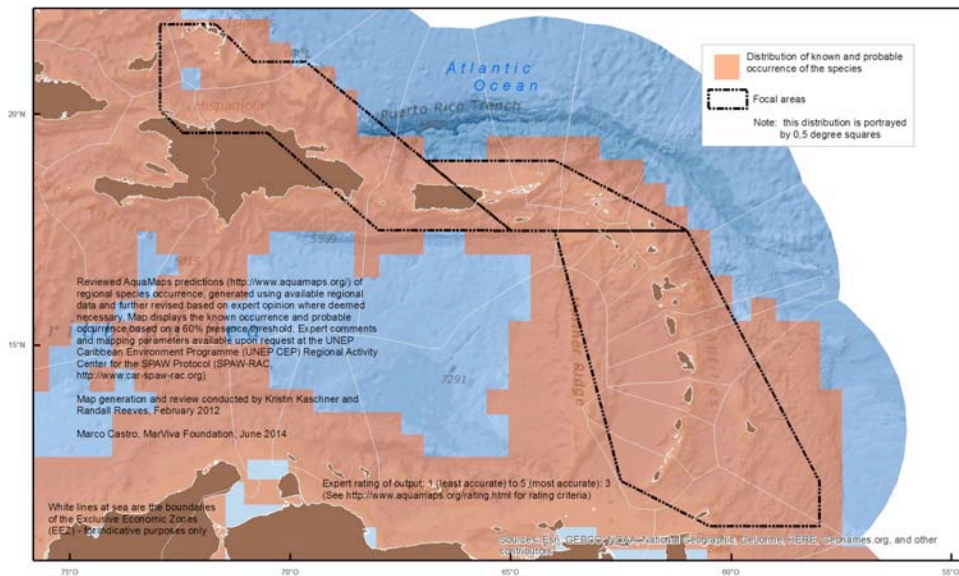 Islands
Atlantic
Ocean
Puerto Rico Trench
Hispaniola
Distribution of known and probable
occurrence of the species
Focal areas
Note: this distribution is portrayed
by 0,5 degree squares
20°N
15°N
Reviewed AquaMaps predictions (http://www.aquamaps.org/) of
regional species occurrence, generated using available regional
data and further revised based on expert opinion where deemed
necessary. Map displays the known occurrence and probable
occurrence based on a 60% presence threshold. Expert comments
and mapping parameters available upon request at the UNEP
Caribbean Environment Programme (UNEP CEP) Regional Activity
Center for the SPAW Protocol (SPAW-RAC,
http://www.car-spaw-rac.org)
Map generation and review conducted by Kristin Kaschner and
Randall Reeves, February 2012
Marco Castro, MarViva Foundation, June 2014
7291
Ridge
Expert rating of output: 1 (least accurate) to 5 (most accurate): 3
(See http://www.aquamaps.org/rating.html for rating criteria)
White lines at sea are the boundaries
of the Exclusive Economic Zones
(EEZ) - for indicative purposes only
Sources: Esri, GEBCO, NOAA, National Geographic, DeLorme, HERE, Geonames.org, and other
contributors
75°O
70°O
65°O
60°O
55°O